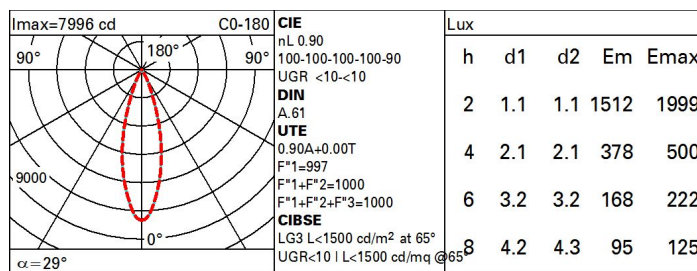 Imax=7996 cd C0-180
90° 180° 90°
9000
0°
α=29°
CIE
nL 0.90
100-100-100-100-90
UGR <10-<10
DIN
A.61
UTE
0.90A+0.00T
F"1=997
F"1+F"2=1000
F"1+F"2+F"3=1000
CIBSE
LG3 L<1500 cd/m² at 65°
UGR<10 | L<1500 cd/mq @65°
Lux
h d1 d2 Em Emax
2 1.1 1.1 1512 1999
4 2.1 2.1 378 500
6 3.2 3.2 168 222
8 4.2 4.3 95 125